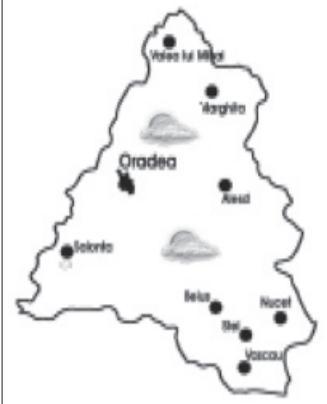 Valea lui Mihai
Marghita
Oradea
Alesd
Salonta
Beius
Nucet
Stei
Vascau